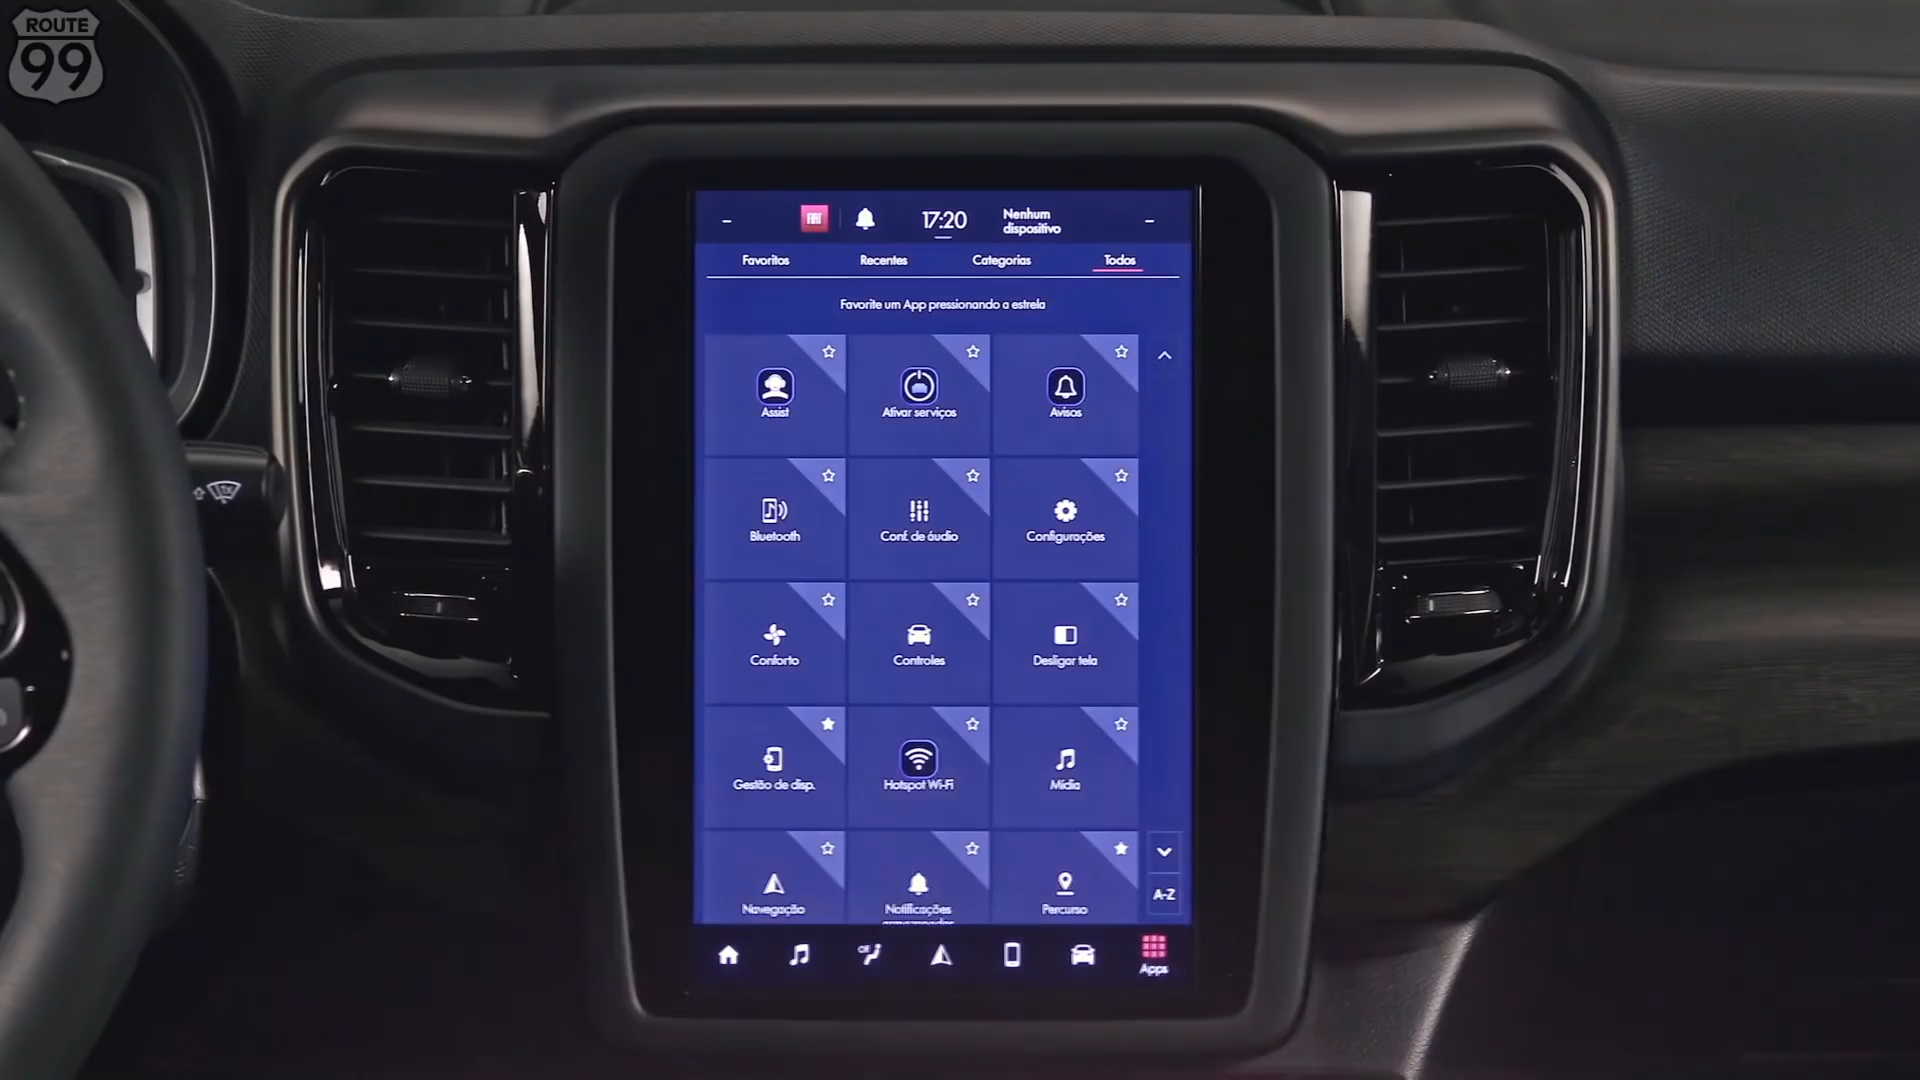 ROUTE
99
FIAT
17:20
Nenhum
dispositivo
Favoritos
Recentes
Categorias
Todos
Favorite um App pressionando a estrela
Assist
Ativar serviços
Avisos
Bluetooth
Conf. de áudio
Configurações
Conforto
Controles
Desligar tela
Gestão de disp.
Hotspot Wi-Fi
Mídia
Navegação
Notificações
Percurso
A-Z
Apps